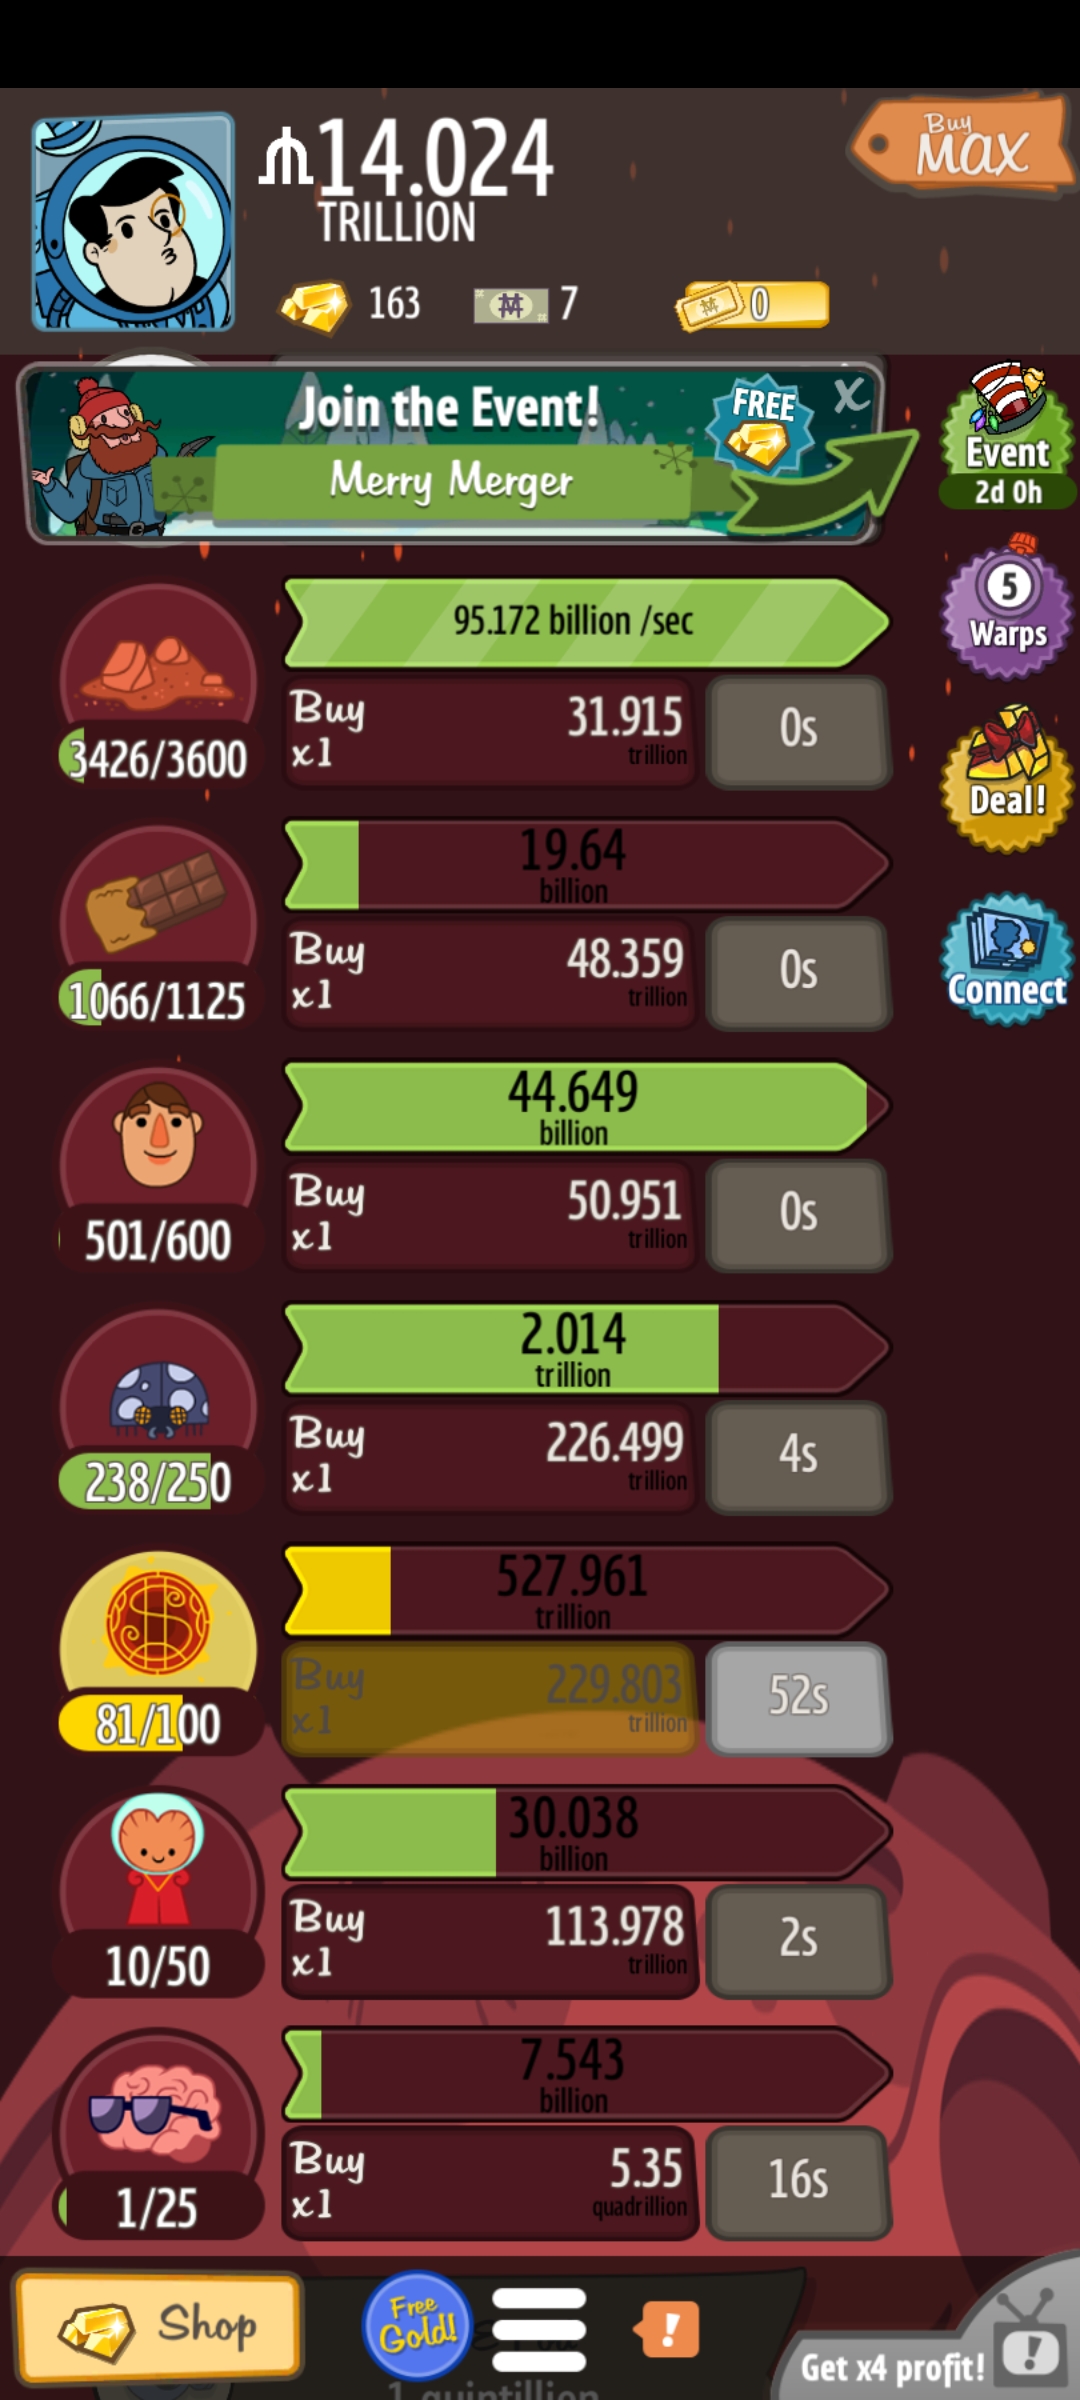 14.024
TRILLION
Buy
MAX
163
7
0
Join the Event!
FREE
X
Merry Merger
Event
2d 0h
5
Warps
Deal!
Connect
95.172 billion /sec
Buy
x1
31.915
trillion
0s
3426/3600
19.64
billion
Buy
x1
48.359
trillion
0s
1066/1125
44.649
billion
Buy
x1
50.951
trillion
0s
501/600
2.014
trillion
Buy
x1
226.499
trillion
4s
238/250
527.961
trillion
Buy
x1
229.803
trillion
52s
81/100
30.038
billion
Buy
x1
113.978
trillion
2s
10/50
7.543
billion
Buy
x1
5.35
quadrillion
16s
1/25
Shop
Free
Gold!
!
Get x4 profit!
!
1 quintillion